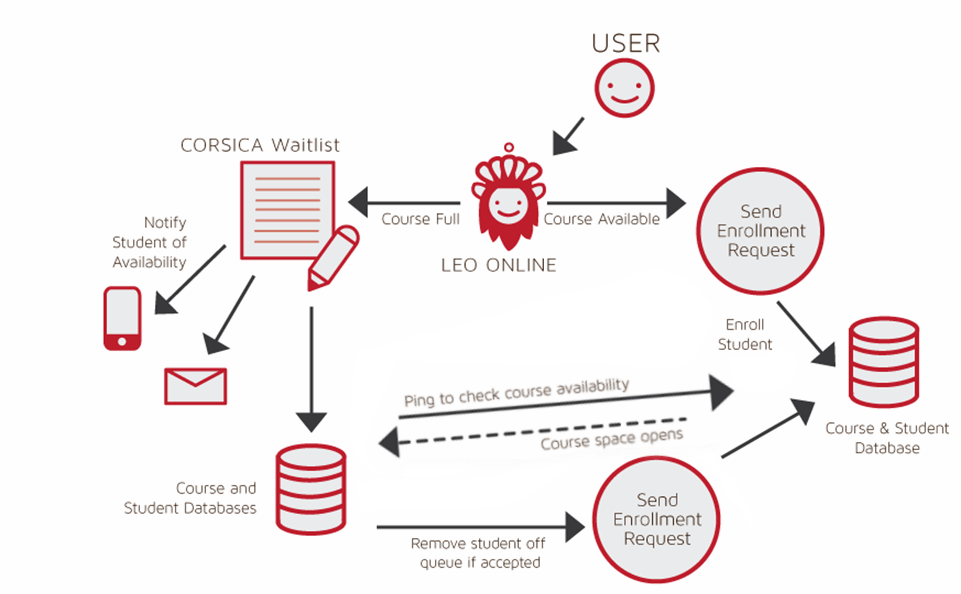 USER
CORSICA Waitlist
Notify
Student of
Availability
Course Full
Course Available
LEO ONLINE
Send
Enrollment
Request
Enroll
Student
Ping to check course availability
Course space opens
Course & Student
Database
Course and
Student Databases
Remove student off
queue if accepted
Send
Enrollment
Request